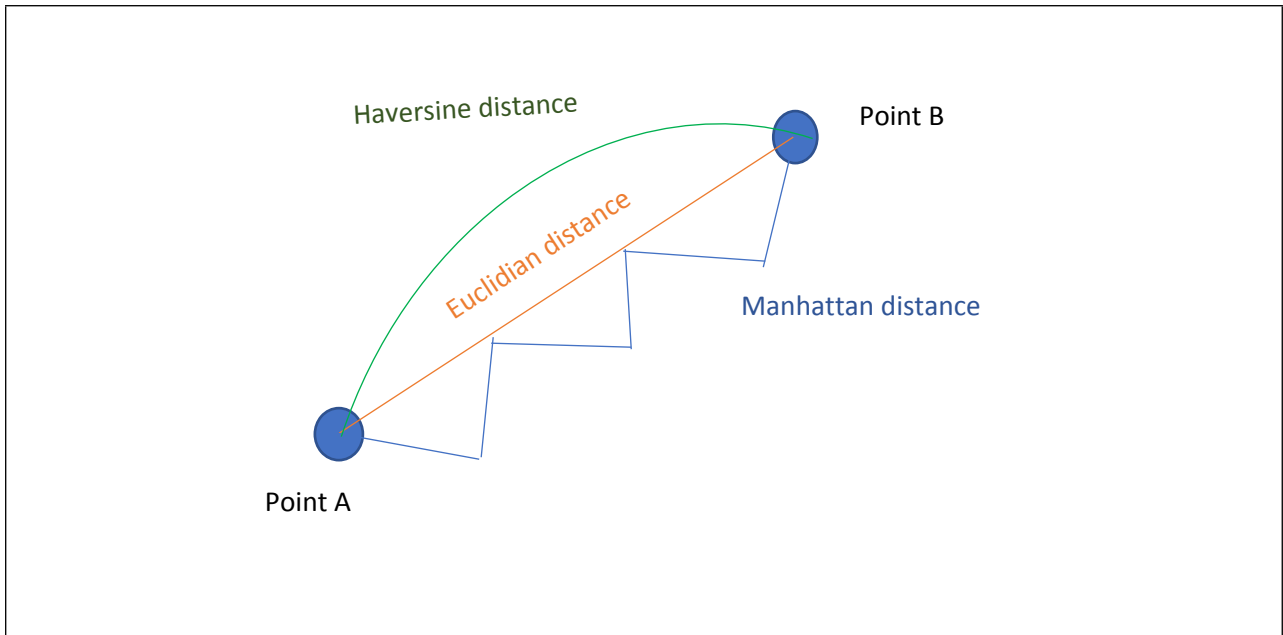 Haversine distance
Point B
Euclidian distance
Manhattan distance
Point A